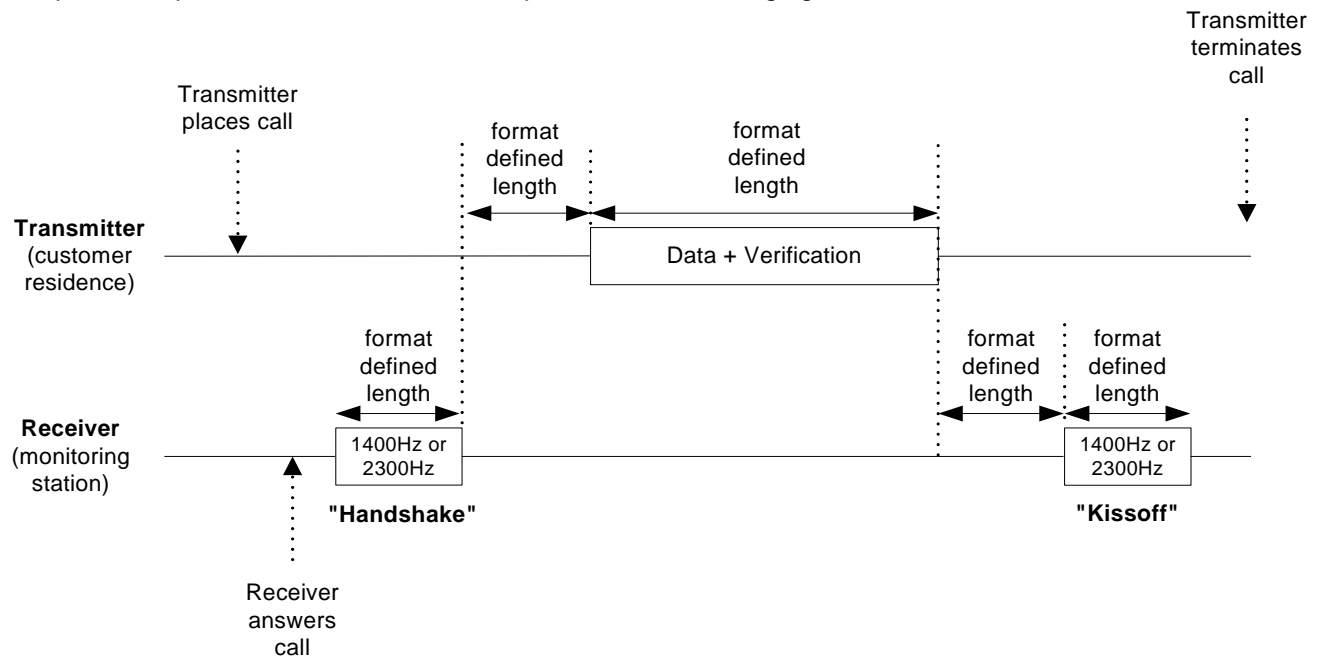 Transmitter
terminates
call
Transmitter
places call
format
defined
length
format
defined
length
Transmitter
(customer
residence)
Data + Verification
format
defined
length
format
defined
length
format
defined
length
Receiver
(monitoring
station)
1400Hz or
2300Hz
1400Hz or
2300Hz
"Handshake"
"Kissoff"
Receiver
answers
call